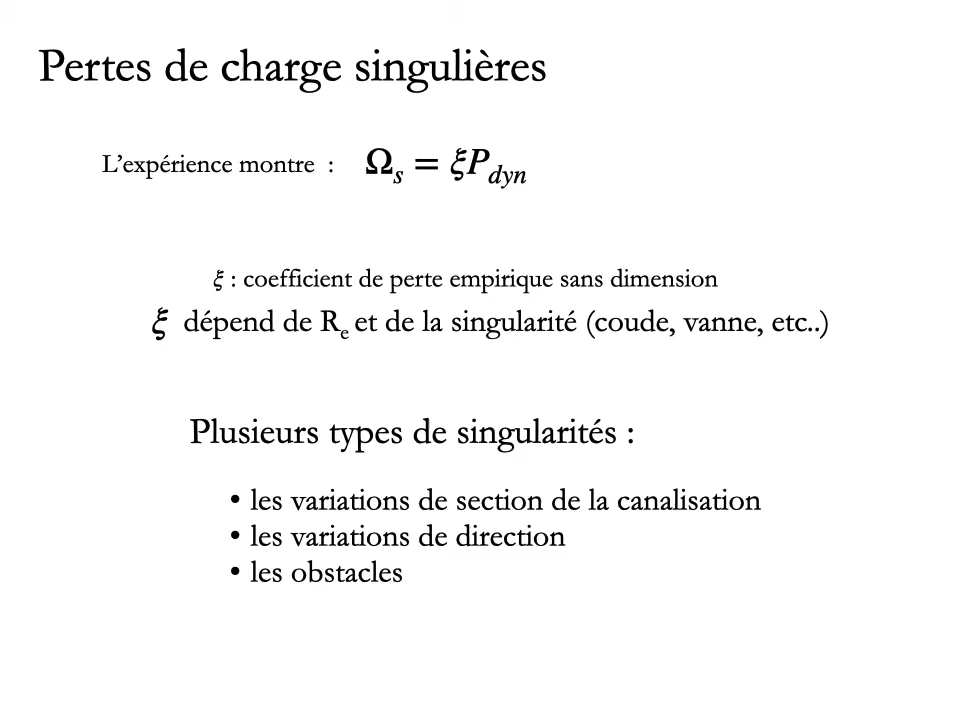 Pertes de charge singulières
L’expérience montre : Ωs = ξPdyn
ξ : coefficient de perte empirique sans dimension
ξ dépend de Re et de la singularité (coude, vanne, etc..)
Plusieurs types de singularités :
• les variations de section de la canalisation
• les variations de direction
• les obstacles